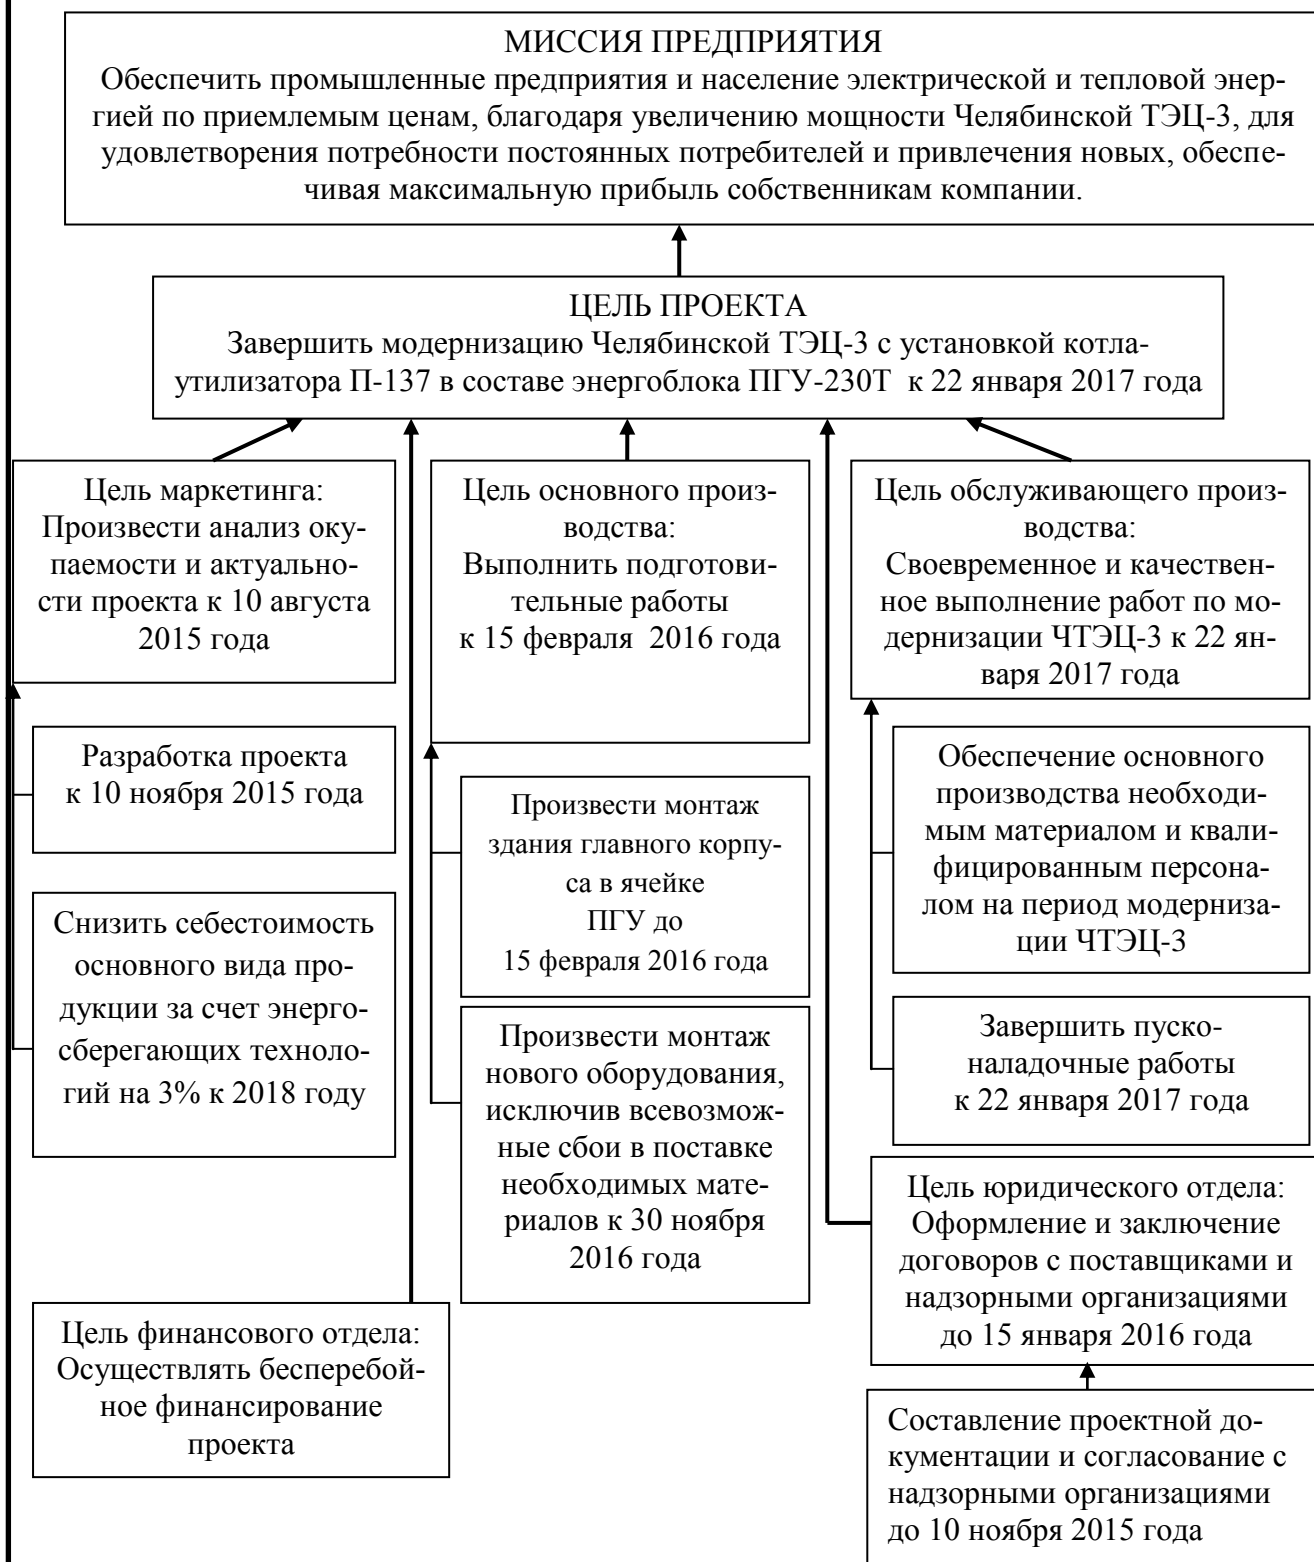 МИССИЯ ПРЕДПРИЯТИЯ
Обеспечить промышленные предприятия и население электрической и тепловой энер-
гией по приемлемым ценам, благодаря увеличению мощности Челябинской ТЭЦ-3, для
удовлетворения потребности постоянных потребителей и привлечения новых, обеспе-
чивая максимальную прибыль собственникам компании.
ЦЕЛЬ ПРОЕКТА
Завершить модернизацию Челябинской ТЭЦ-3 с установкой котла-
утилизатора П-137 в составе энергоблока ПГУ-230Т к 22 января 2017 года
Цель маркетинга:
Произвести анализ оку-
паемости и актуально-
сти проекта к 10 августа
2015 года
Разработка проекта
к 10 ноября 2015 года
Снизить себестоимость
основного вида про-
дукции за счет энерго-
сберегающих техноло-
гий на 3% к 2018 году
Цель финансового отдела:
Осуществлять бесперебой-
ное финансирование
проекта
Цель основного произ-
водства:
Выполнить подготови-
тельные работы
к 15 февраля 2016 года
Произвести монтаж
здания главного корпу-
са в ячейке
ПГУ до
15 февраля 2016 года
Произвести монтаж
нового оборудования,
исключив всевозмож-
ные сбои в поставке
необходимых мате-
риалов к 30 ноября
2016 года
Цель обслуживающего произ-
водства:
Своевременное и качествен-
ное выполнение работ по мо-
дернизации ЧТЭЦ-3 к 22 ян-
варя 2017 года
Обеспечение основного
производства необходи-
мым материалом и квали-
фицированным персона-
лом на период модерниза-
ции ЧТЭЦ-3
Завершить пуско-
наладочные работы
к 22 января 2017 года
Цель юридического отдела:
Оформление и заключение
договоров с поставщиками и
надзорными организациями
до 15 января 2016 года
Составление проектной до-
кументации и согласование с
надзорными организациями
до 10 ноября 2015 года